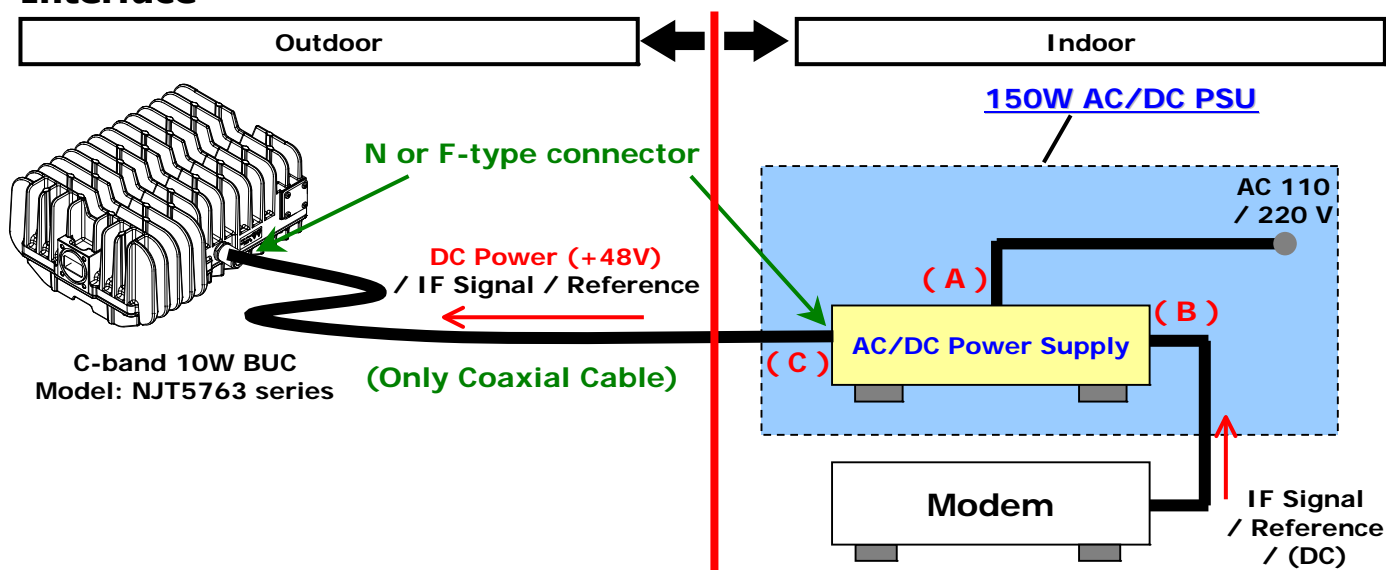 Interface
Outdoor
Indoor
150W AC/DC PSU
N or F-type connector
AC 110
/ 220 V
DC Power (+48V)
/ IF Signal / Reference
( A )
( B )
( C )
AC/DC Power Supply
C-band 10W BUC
Model: NJT5763 series
(Only Coaxial Cable)
Modem
IF Signal
/ Reference
/ (DC)